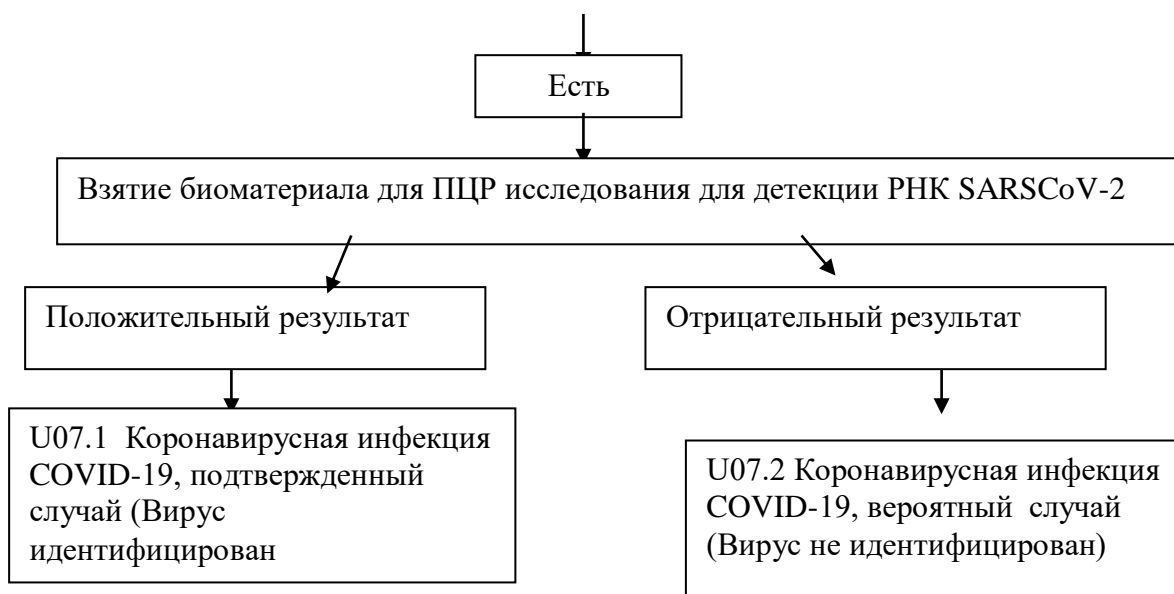 Есть
Взятие биоматериала для ПЦР исследования для детекции РНК SARSCoV-2
Положительный результат
Отрицательный результат
U07.1 Коронавирусная инфекция
COVID-19, подтвержденный
случай (Вирус
идентифицирован
U07.2 Коронавирусная инфекция
COVID-19, вероятный случай
(Вирус не идентифицирован)